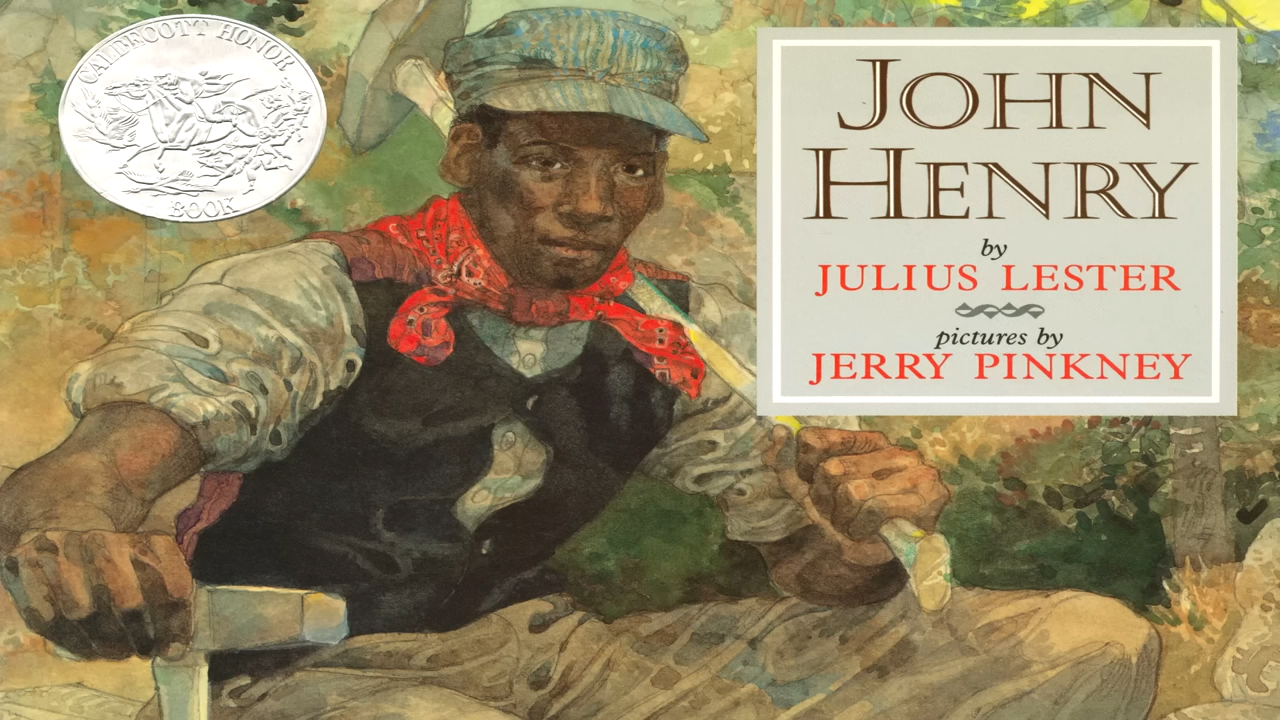 CALDECOTT HONOR
BOOK
JOHN
HENRY
by
JULIUS LESTER
pictures by
JERRY PINKNEY